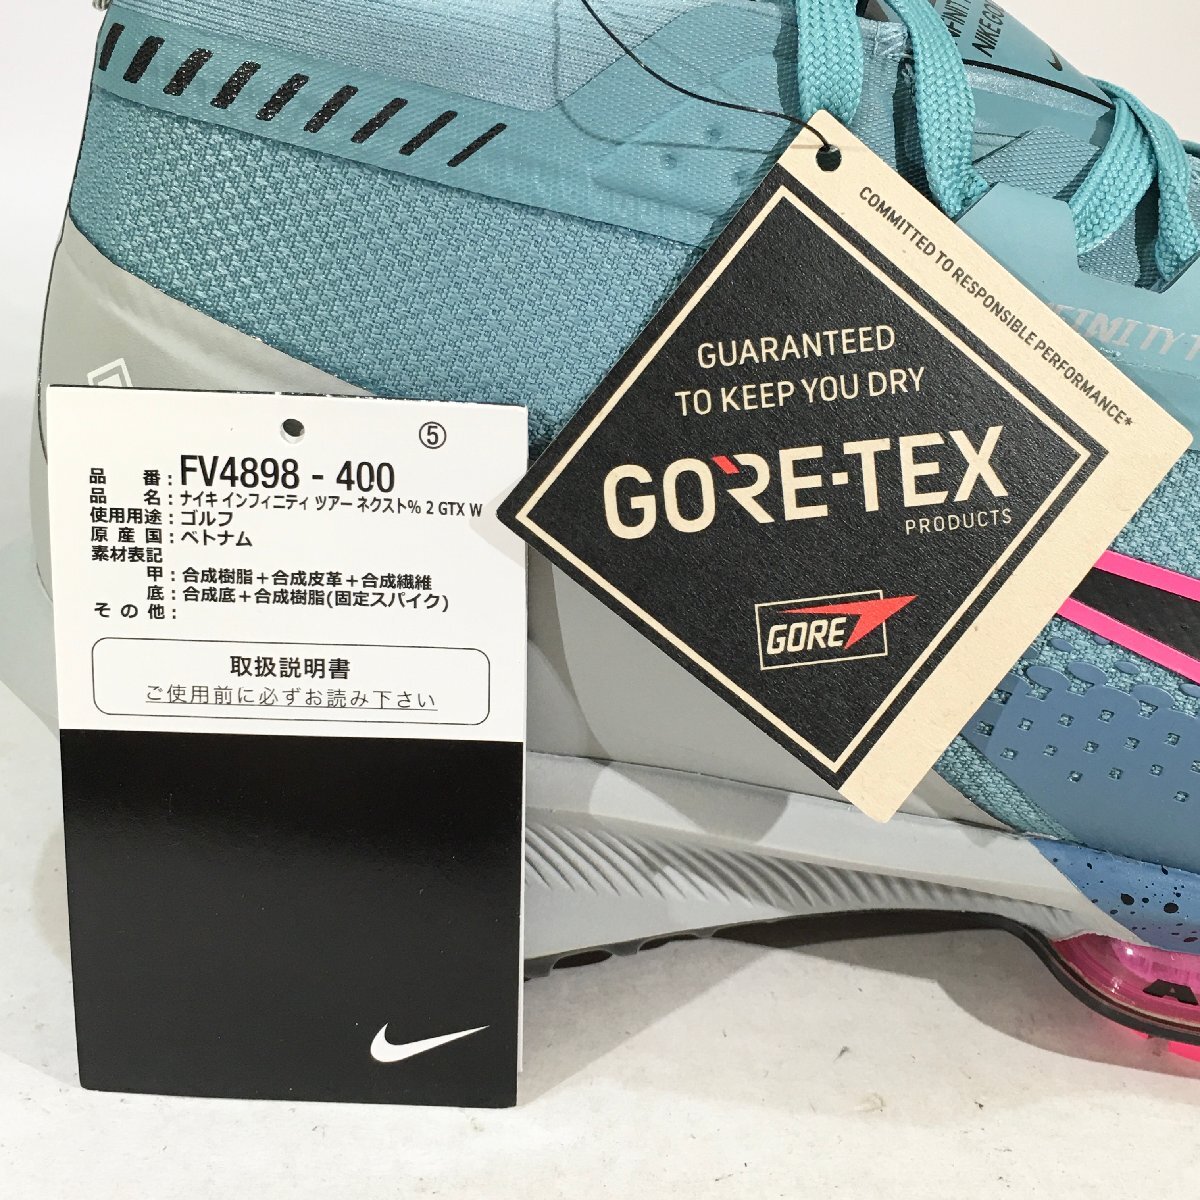 NIKE GO
COMMITTED TO RESPONSIBLE PERFORMANCE*
GUARANTEED
TO KEEP YOU DRY
GORE-TEX
PRODUCTS
GORE
⑤
品番:FV4898 - 400
品名:ナイキ インフィニティ ツアー ネクスト% 2 GTX W
使用用途:ゴルフ
原産国:ベトナム
素材表記
甲:合成樹脂+合成皮革+合成繊維
底:合成底+合成樹脂(固定スパイク)
その他:
取扱説明書
ご使用前に必ずお読み下さい